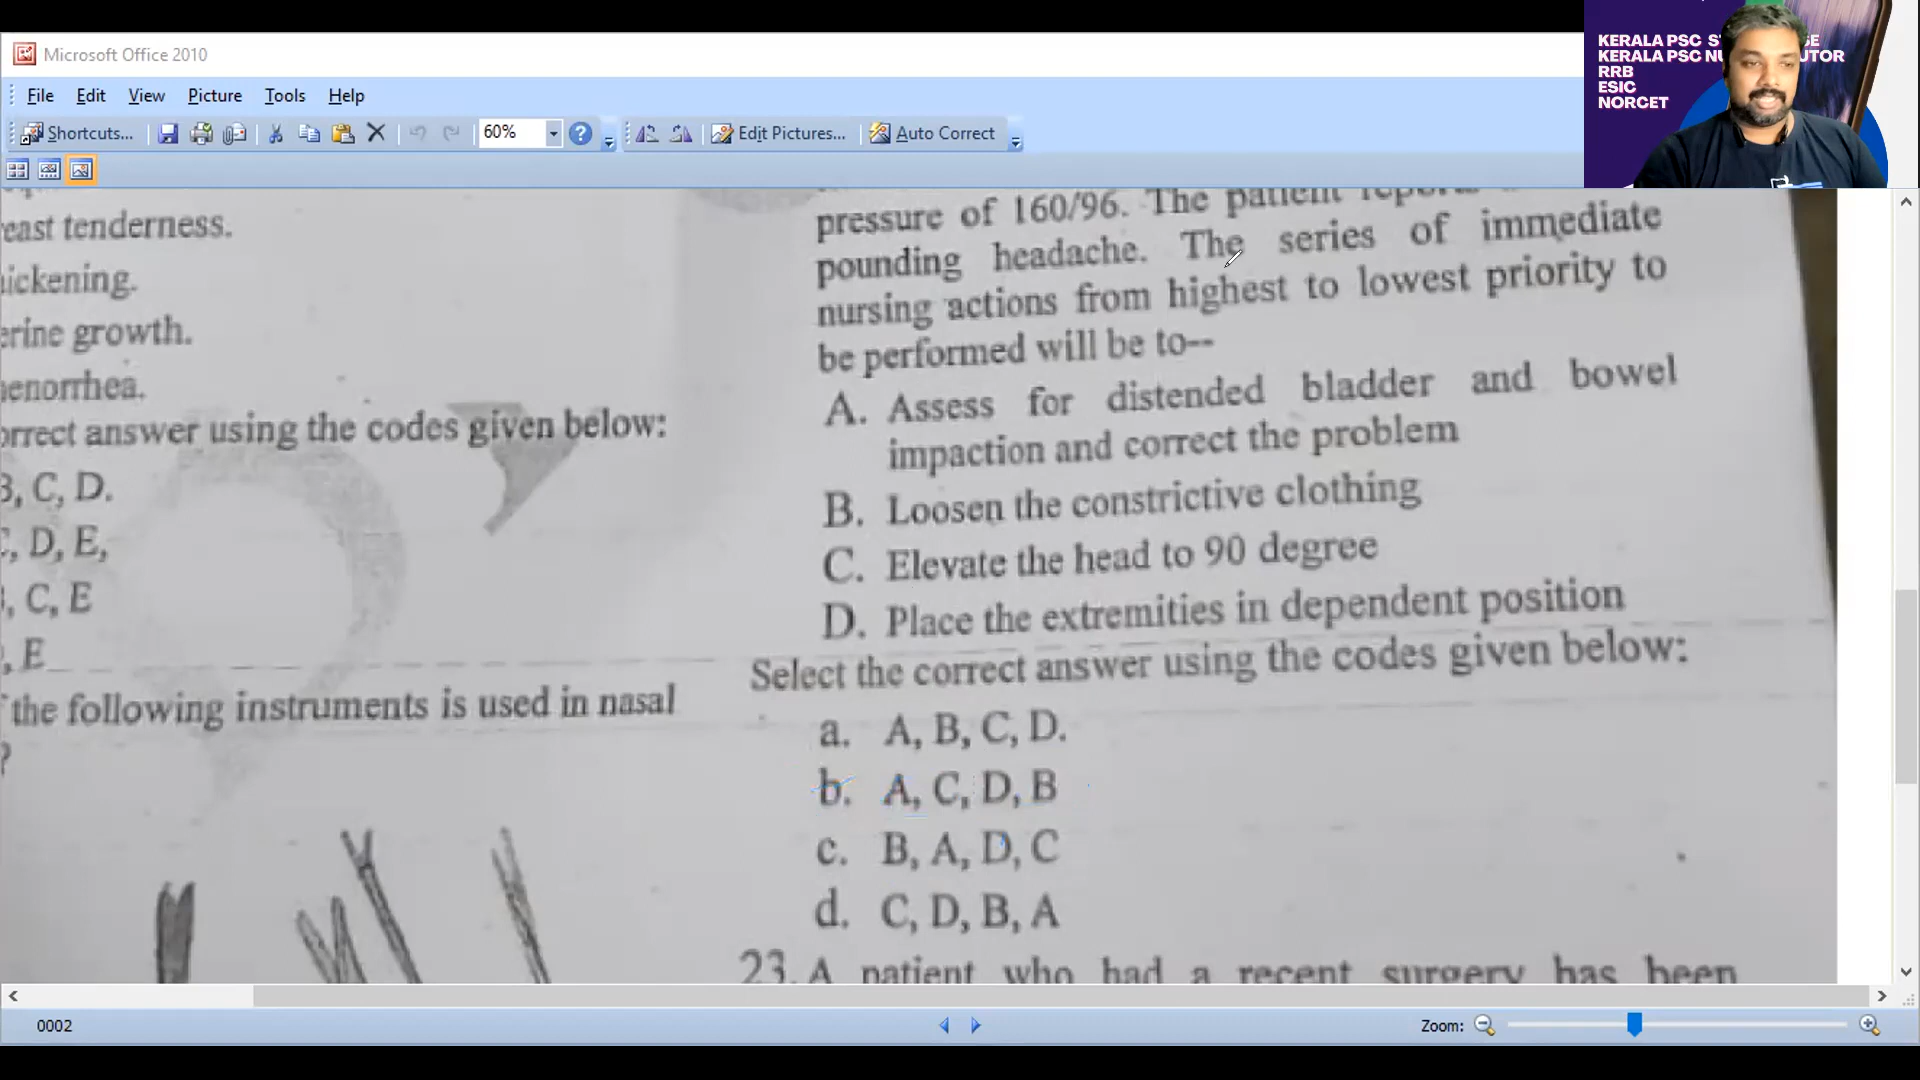 Microsoft Office 2010
File Edit View Picture Tools Help
Shortcuts... 60% Edit Pictures... Auto Correct
KERALA PSC
KERALA PSC
RRB
ESIC
NORCET
east tenderness.
ickening.
erine growth.
enorrhea.
orrect answer using the codes given below:
B, C, D.
C, D, E,
, C, E
, E
the following instruments is used in nasal
?
pressure of 160/96. The patient
pounding headache. The series of immediate
nursing actions from highest to lowest priority to
be performed will be to--
A. Assess for distended bladder and bowel
impaction and correct the problem
B. Loosen the constrictive clothing
C. Elevate the head to 90 degree
D. Place the extremities in dependent position
Select the correct answer using the codes given below:
a. A, B, C, D.
b. A, C, D, B
c. B, A, D, C
d. C, D, B, A
23. A patient who had a recent surgery has been
0002
Zoom: